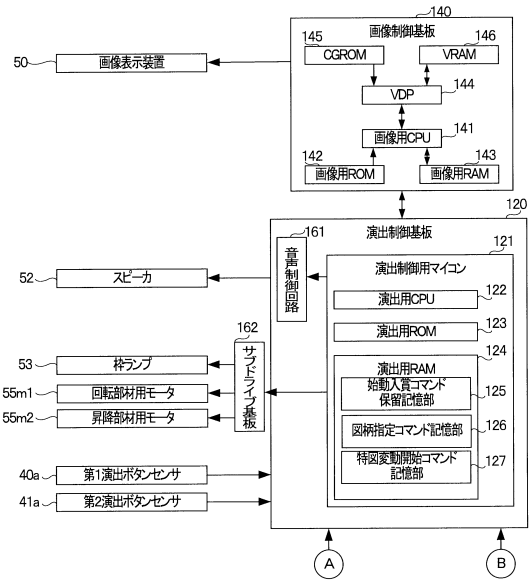 140
画像制御基板
145
CGROM
146
VRAM
50
画像表示装置
144
VDP
141
画像用CPU
142
画像用ROM
143
画像用RAM
120
161
演出制御基板
121
音声制御回路
演出制御用マイコン
52
スピーカ
122
演出用CPU
123
演出用ROM
162
サブドライブ基板
124
演出用RAM
53
枠ランプ
始動入賞コマンド
保留記憶部
125
55m1
回転部材用モータ
55m2
昇降部材用モータ
図柄指定コマンド記憶部
126
特図変動開始コマンド
記憶部
127
40a
第1演出ボタンセンサ
41a
第2演出ボタンセンサ
A
B